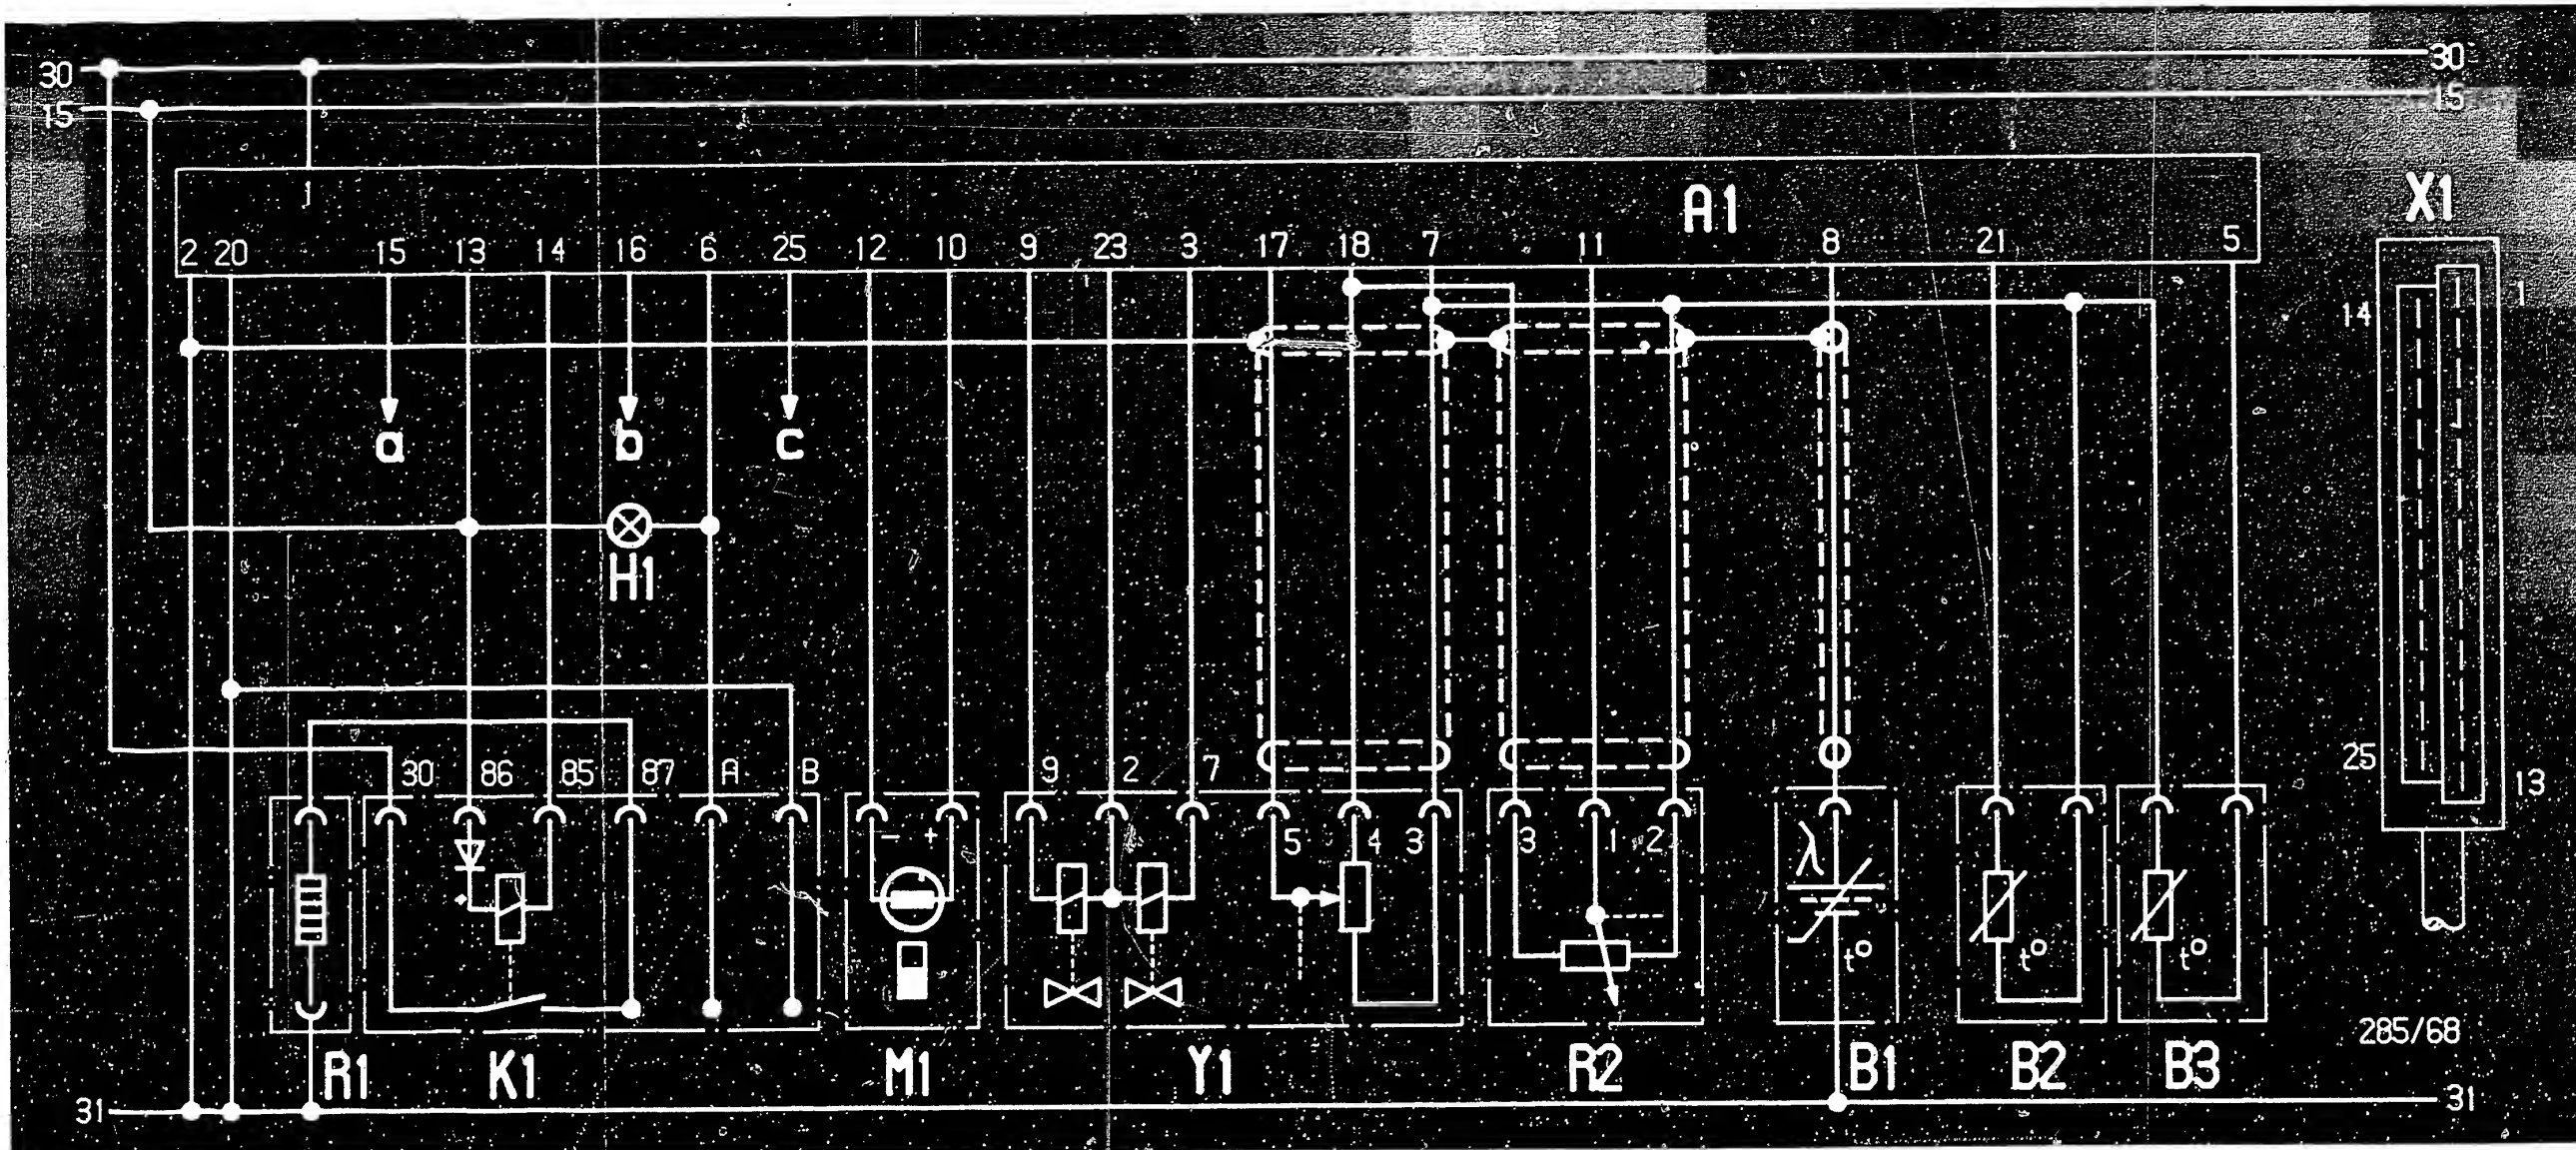 30 30
15 15
1
A1
X1
2 20 15 13 14 16 6 25 12 10 9 23 3 17 18 7 11 8 21 5
1
14
a b c
H1
30 86 85 87 A B 9 2 7
25
13
- +
5 4 3 3 1 2
λ
t° t° t°
285/68
R1 K1 M1 Y1 R2 B1 B2 B3
31 31